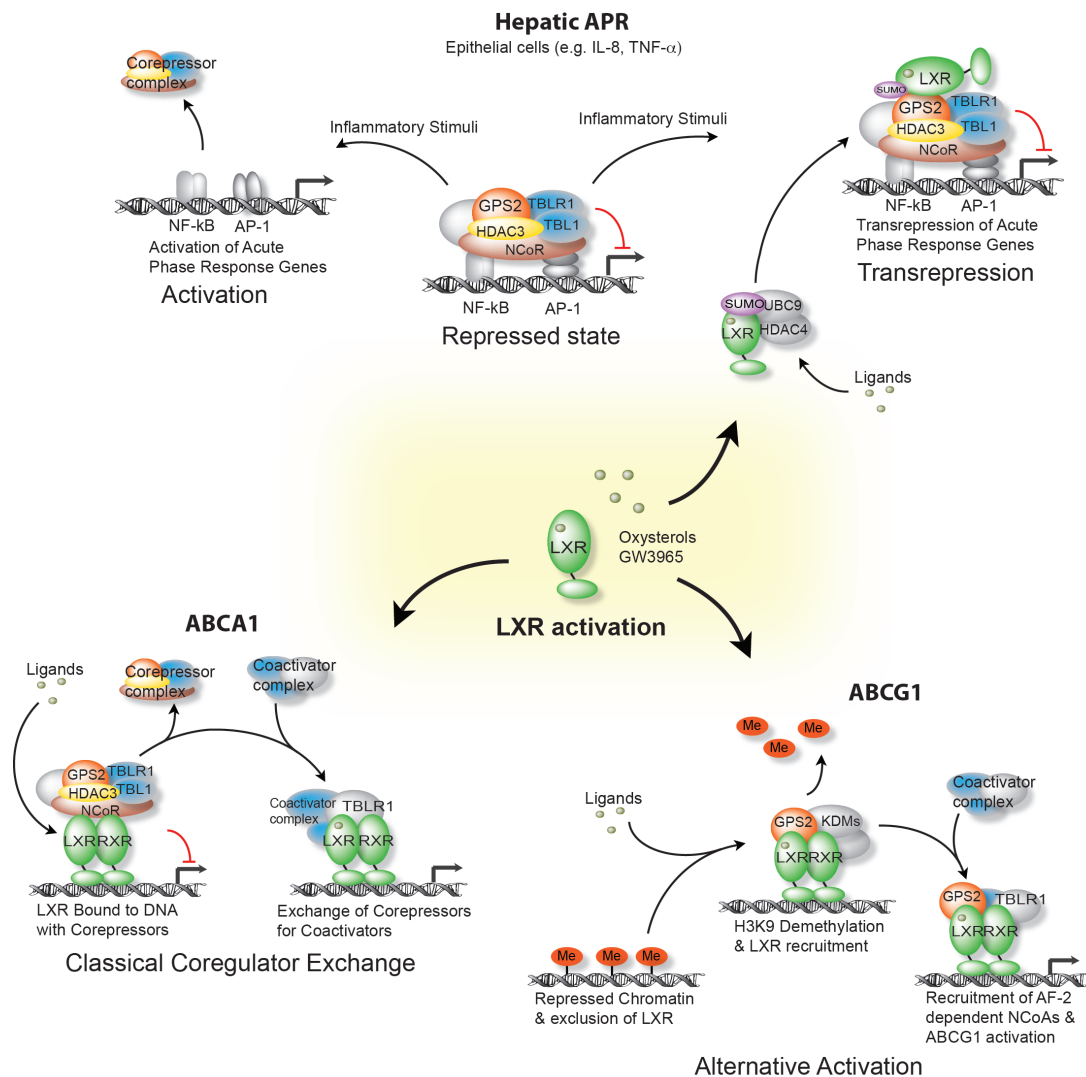 Hepatic APR
Epithelial cells (e.g. IL-8, TNF-α)
Corepressor
complex
Inflammatory Stimuli
NF-kB
AP-1
Activation of Acute
Phase Response Genes
Activation
Inflammatory Stimuli
GPS2
TBLR1
HDAC3
TBL1
NCoR
NF-kB
AP-1
Repressed state
LXR
SUMO
GPS2
TBLR1
HDAC3
TBL1
NCoR
NF-kB
AP-1
Transrepression of Acute
Phase Response Genes
Transrepression
SUMO
UBC9
LXR
HDAC4
Ligands
Oxysterols
GW3965
LXR
LXR activation
ABCA1
Ligands
Corepressor
complex
Coactivator
complex
GPS2
TBLR1
HDAC3
TBL1
NCoR
LXR
RXR
LXR Bound to DNA
with Corepressors
Coactivator
complex
TBLR1
LXR
RXR
Exchange of Corepressors
for Coactivators
Classical Coregulator Exchange
ABCG1
Me
Me
Me
Ligands
GPS2
KDMs
LXR
RXR
H3K9 Demethylation
& LXR recruitment
Me
Me
Me
Repressed Chromatin
& exclusion of LXR
Coactivator
complex
GPS2
TBLR1
LXR
RXR
Recruitment of AF-2
dependent NCoAs &
ABCG1 activation
Alternative Activation